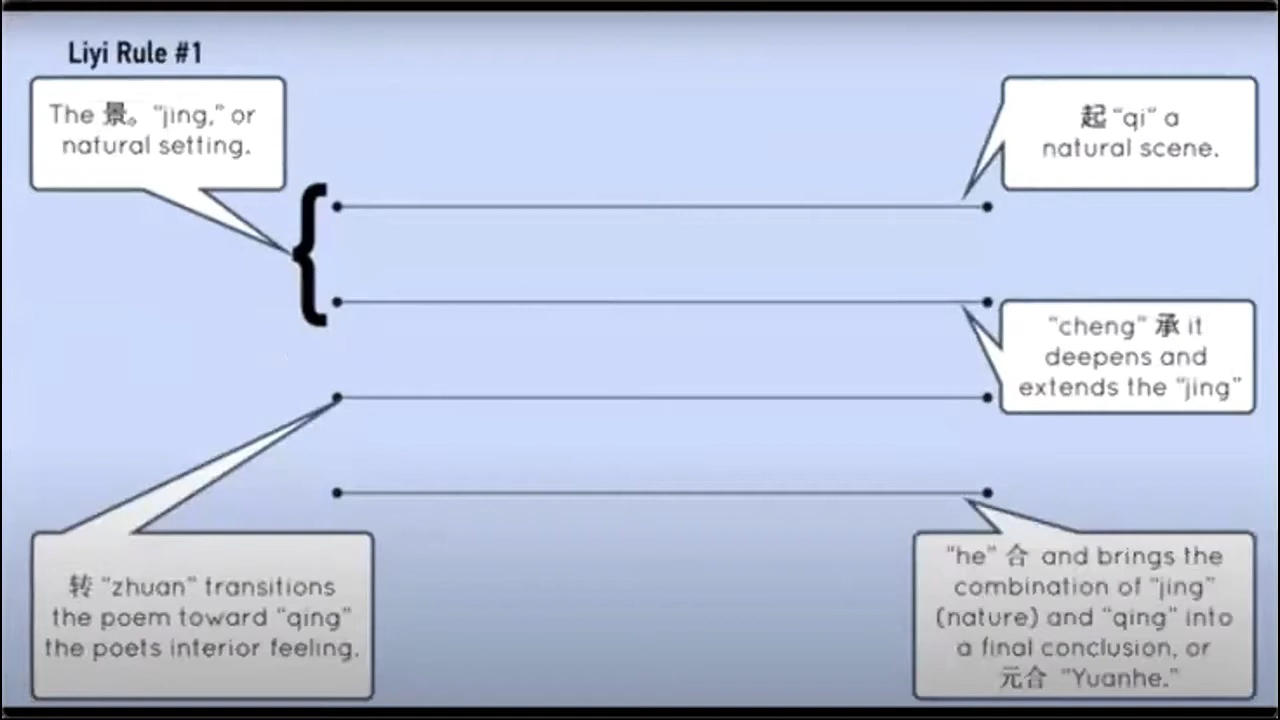 Liyi Rule #1
The 景。 “jing,” or
natural setting.
起 “qi” a
natural scene.
“cheng” 承 it
deepens and
extends the “jing”
转 “zhuan” transitions
the poem toward “qing”
the poets interior feeling.
“he” 合 and brings the
combination of “jing”
(nature) and “qing” into
a final conclusion, or
元合 “Yuanhe.”